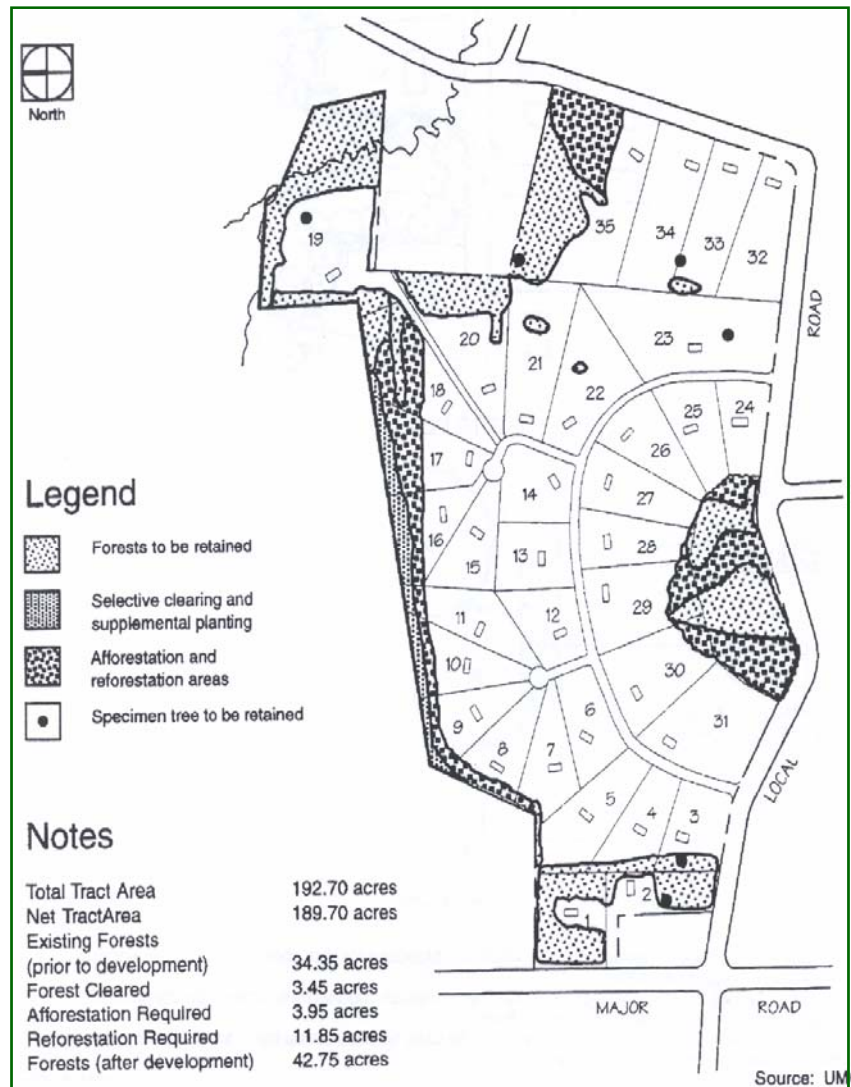 North
19
35
34
33
32
ROAD
20
21
22
23
18
24
25
26
17
14
27
16
15
13
28
29
11
12
10
30
9
8
7
6
31
5
4
3
LOCAL
2
1
MAJOR ROAD
Legend
Forests to be retained
Selective clearing and
supplemental planting
Afforestation and
reforestation areas
Specimen tree to be retained
Notes
Total Tract Area 192.70 acres
Net TractArea 189.70 acres
Existing Forests
(prior to development) 34.35 acres
Forest Cleared 3.45 acres
Afforestation Required 3.95 acres
Reforestation Required 11.85 acres
Forests (after development) 42.75 acres
Source: UM